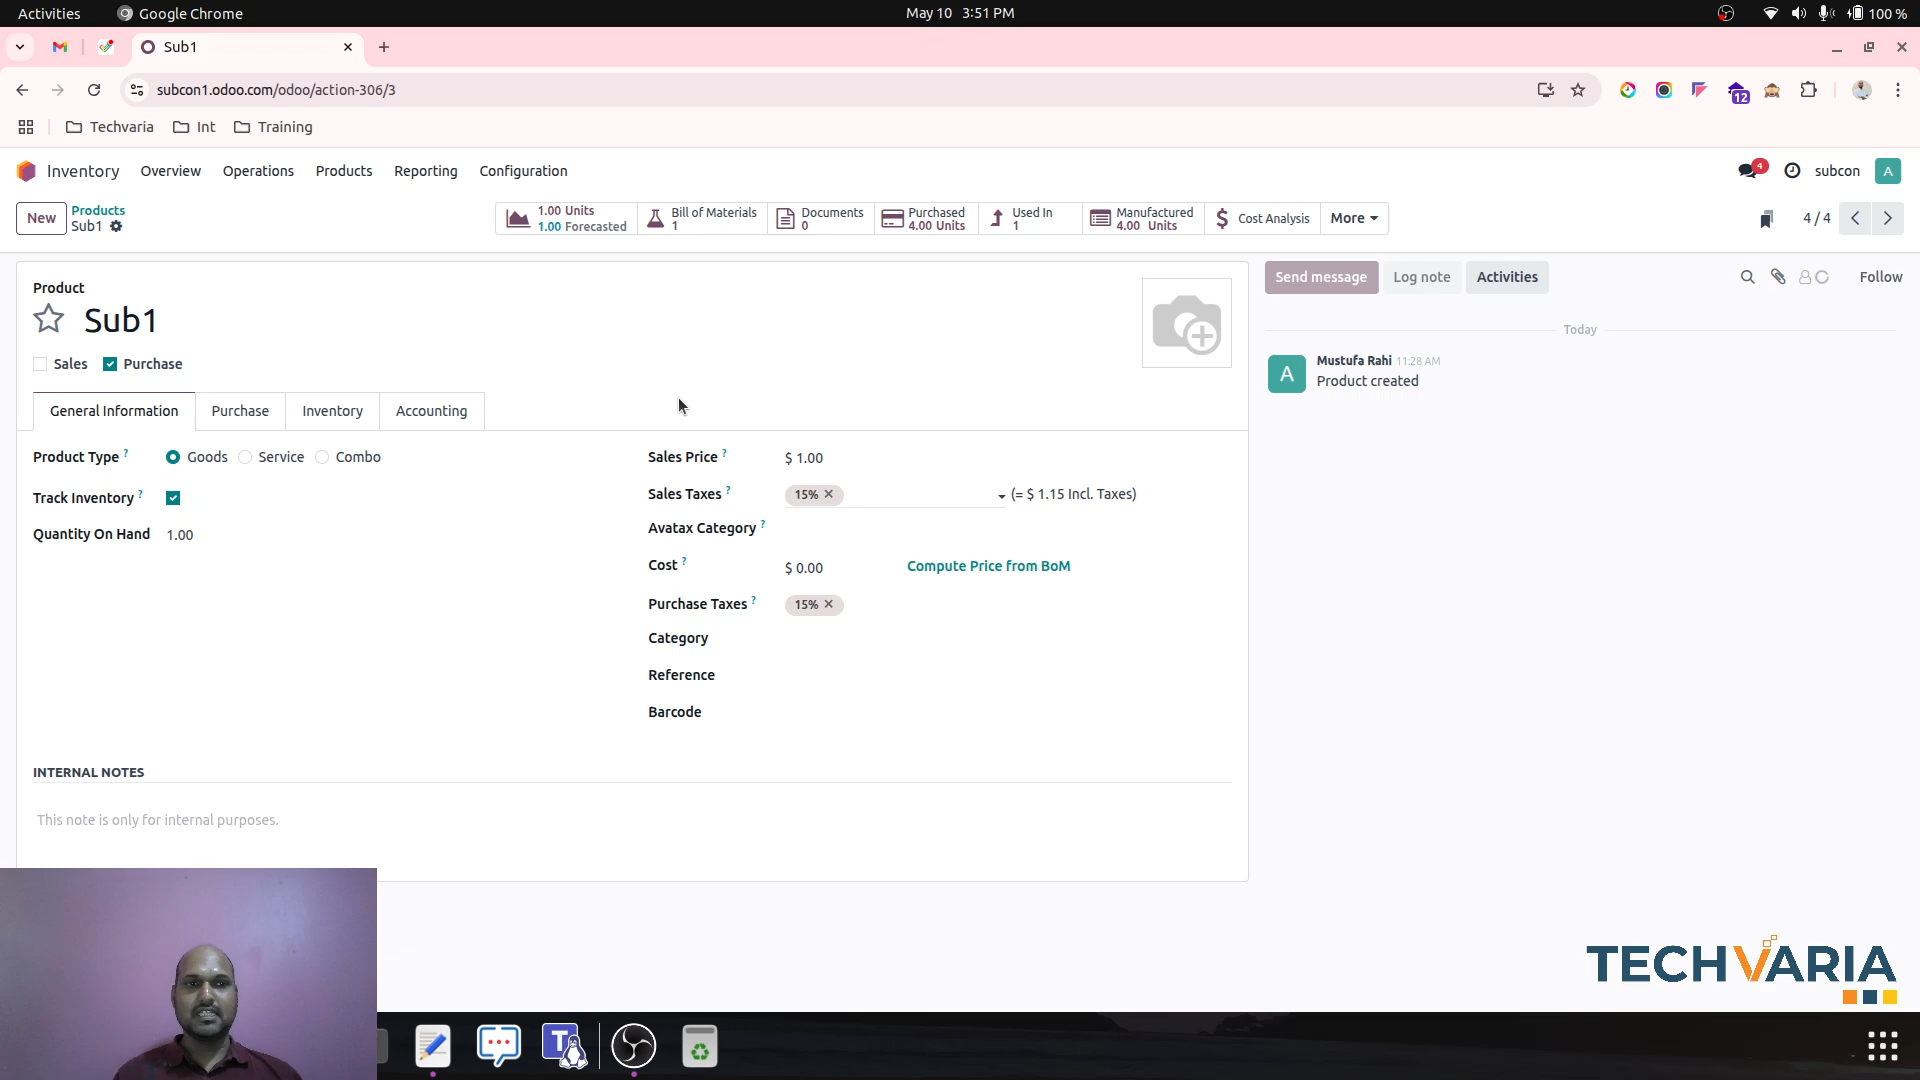 Activities
Google Chrome
May 10 3:51 PM
100 %
Sub1
subcon1.odoo.com/odoo/action-306/3
12
Techvaria
Int
Training
Inventory
Overview
Operations
Products
Reporting
Configuration
4
subcon
A
New
Products
Sub1
1.00 Units
1.00 Forecasted
Bill of Materials
1
Documents
0
Purchased
4.00 Units
Used In
1
Manufactured
4.00 Units
Cost Analysis
More
4 / 4
Product
Sub1
Sales
Purchase
General Information
Purchase
Inventory
Accounting
Product Type ?
Goods
Service
Combo
Track Inventory ?
Quantity On Hand
1.00
Sales Price ?
$ 1.00
Sales Taxes ?
15% ×
(= $ 1.15 Incl. Taxes)
Avatax Category ?
Cost ?
$ 0.00
Compute Price from BoM
Purchase Taxes ?
15% ×
Category
Reference
Barcode
INTERNAL NOTES
This note is only for internal purposes.
Send message
Log note
Activities
Follow
Today
A
Mustufa Rahi 11:28 AM
Product created
TECHVARIA
T